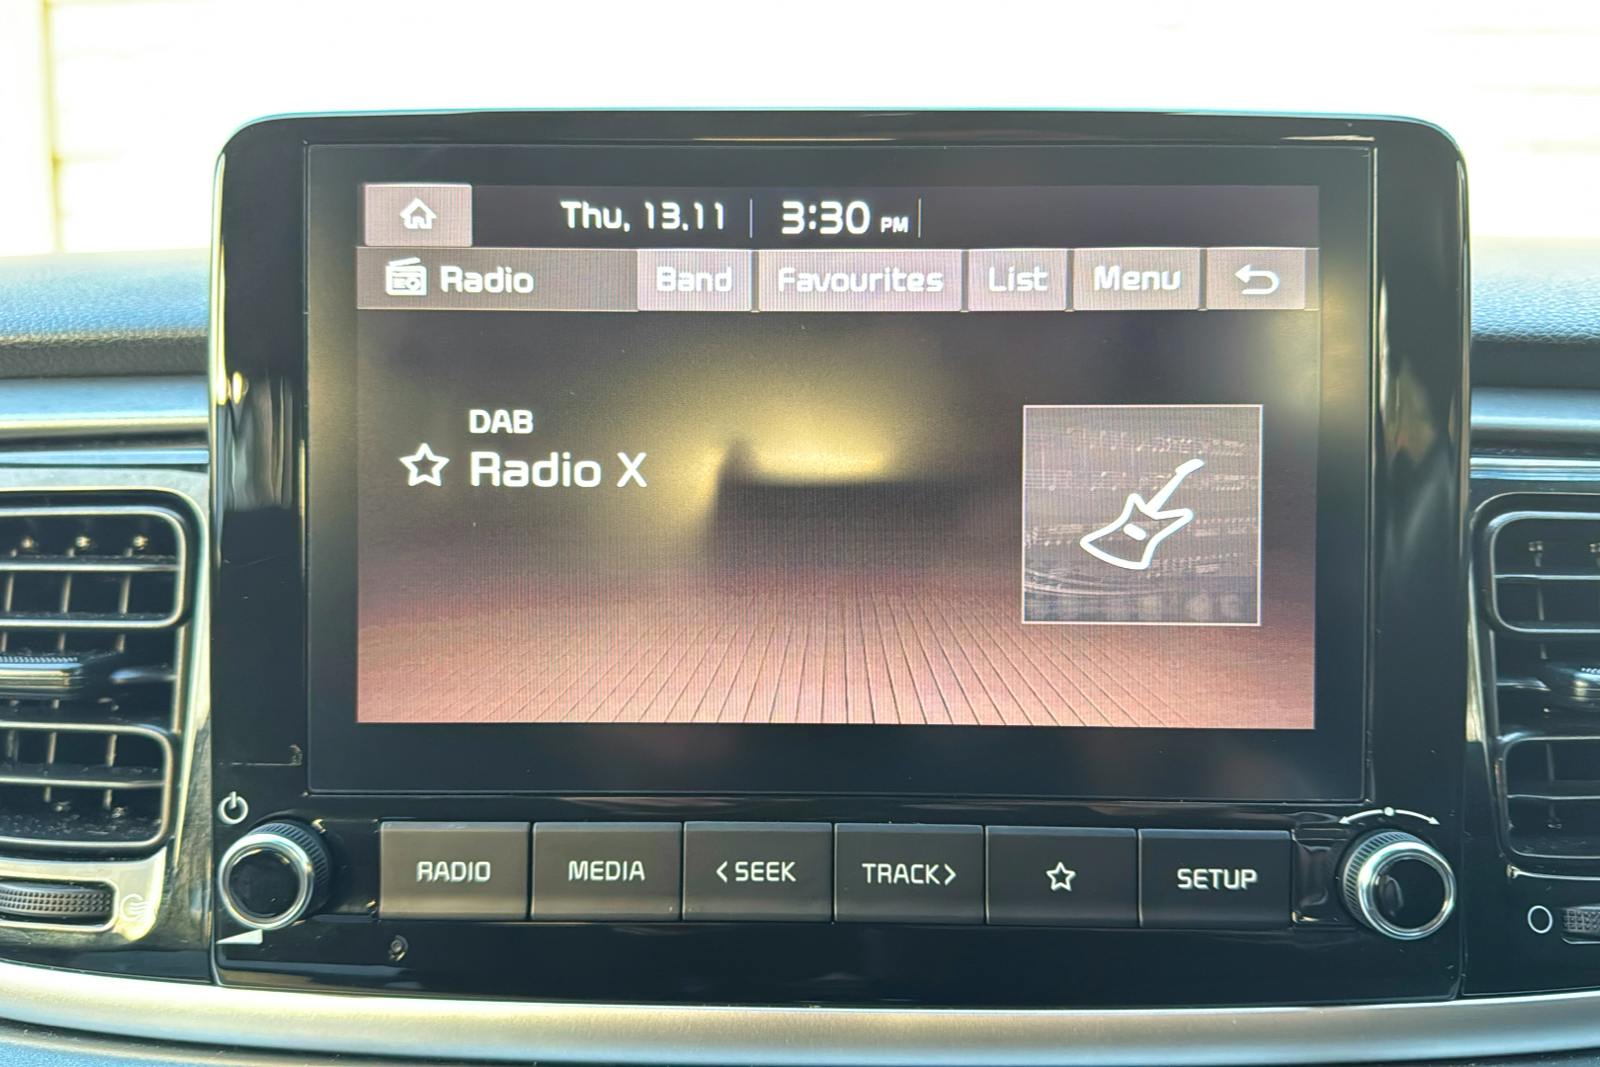 Thu, 13.11 3:30 PM
Radio Band Favourites List Menu
DAB
Radio X
RADIO MEDIA <SEEK TRACK> SETUP